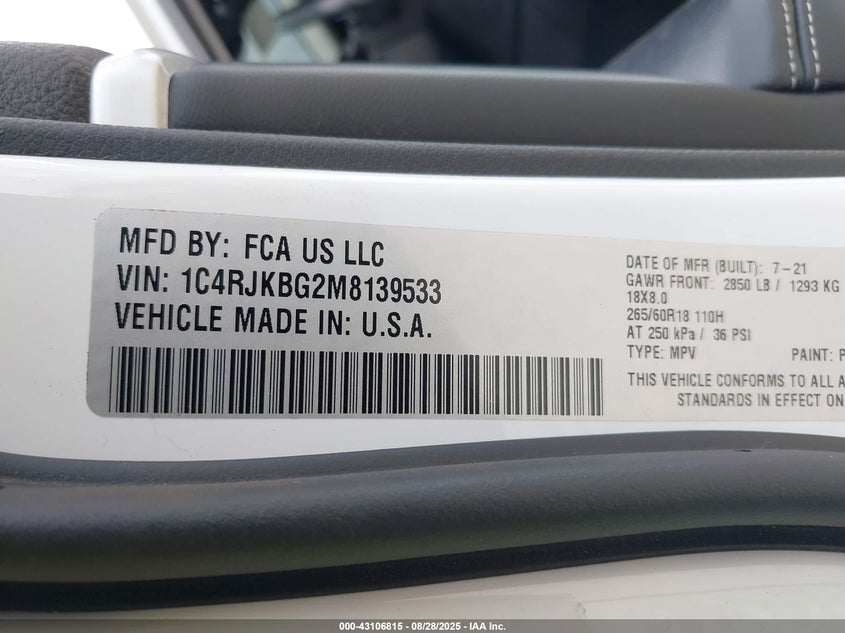 MFD BY: FCA US LLC
VIN: 1C4RJKBG2M8139533
VEHICLE MADE IN: U.S.A.
DATE OF MFR (BUILT): 7-21
GAWR FRONT: 2850 LB / 1293 KG
18X8.0
265/60R18 110H
AT 250 kPa / 36 PSI
TYPE: MPV PAINT: P
THIS VEHICLE CONFORMS TO ALL A
STANDARDS IN EFFECT ON
000-43106815 - 08/28/2025 - IAA Inc.